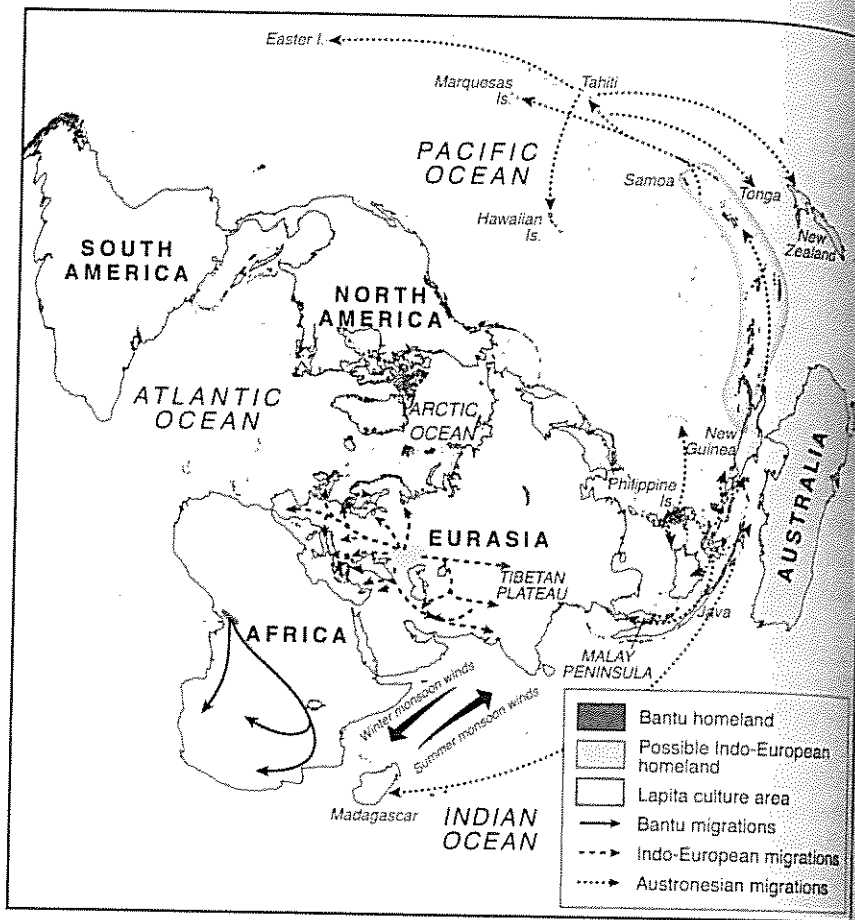 Easter I.
Marquesas
Is.
Tahiti
PACIFIC
OCEAN
Samoa
Tonga
Hawaiian
Is.
New
Zealand
SOUTH
AMERICA
NORTH
AMERICA
ATLANTIC
OCEAN
ARCTIC
OCEAN
New
Guinea
Philippine
Is.
AUSTRALIA
EURASIA
TIBETAN
PLATEAU
Java
AFRICA
MALAY
PENINSULA
Winter monsoon winds
Summer monsoon winds
Madagascar
INDIAN
OCEAN
Bantu homeland
Possible Indo-European
homeland
Lapita culture area
Bantu migrations
Indo-European migrations
Austronesian migrations